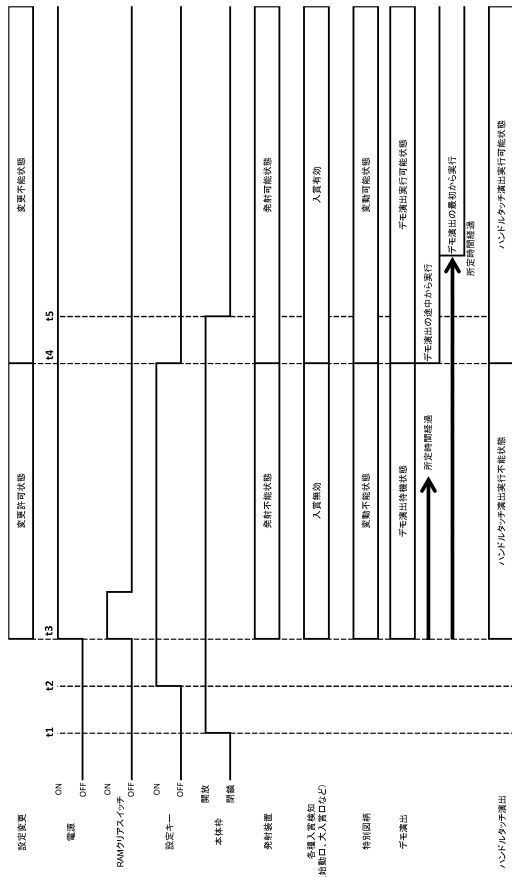 t1
t2
t3
t4
t5
設定変更
変更許可状態
変更不能状態
電源
ON
OFF
RAMクリアスイッチ
ON
OFF
設定キー
ON
OFF
本体枠
開放
閉鎖
発射装置
発射不能状態
発射可能状態
各種入賞検知
始動口、大入賞口など)
入賞無効
入賞有効
特別図柄
変動不能状態
変動可能状態
デモ演出
デモ演出待機状態
デモ演出実行可能状態
所定時間経過
デモ演出の途中から実行
デモ演出の最初から実行
所定時間経過
ハンドルタッチ演出
ハンドルタッチ演出実行不能状態
ハンドルタッチ演出実行可能状態